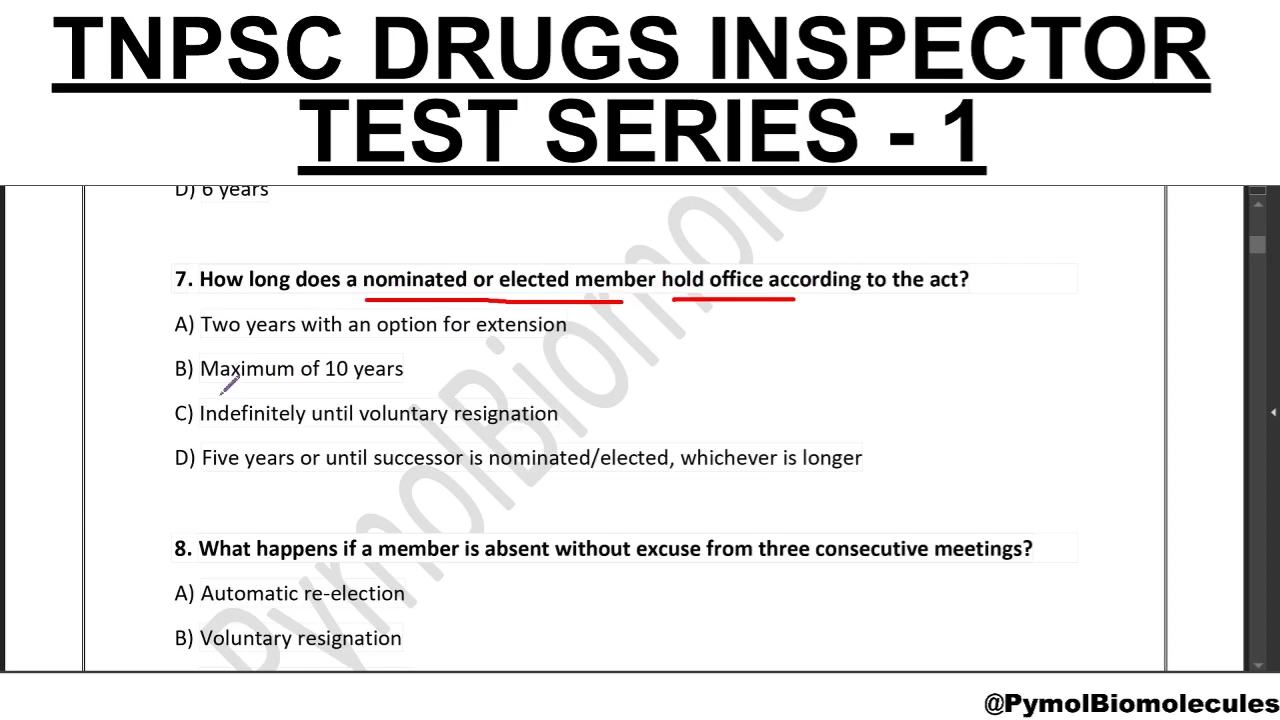 TNPSC DRUGS INSPECTOR
TEST SERIES - 1
D) 6 years
7. How long does a nominated or elected member hold office according to the act?
A) Two years with an option for extension
B) Maximum of 10 years
C) Indefinitely until voluntary resignation
D) Five years or until successor is nominated/elected, whichever is longer
8. What happens if a member is absent without excuse from three consecutive meetings?
A) Automatic re-election
B) Voluntary resignation
@PymolBiomolecules